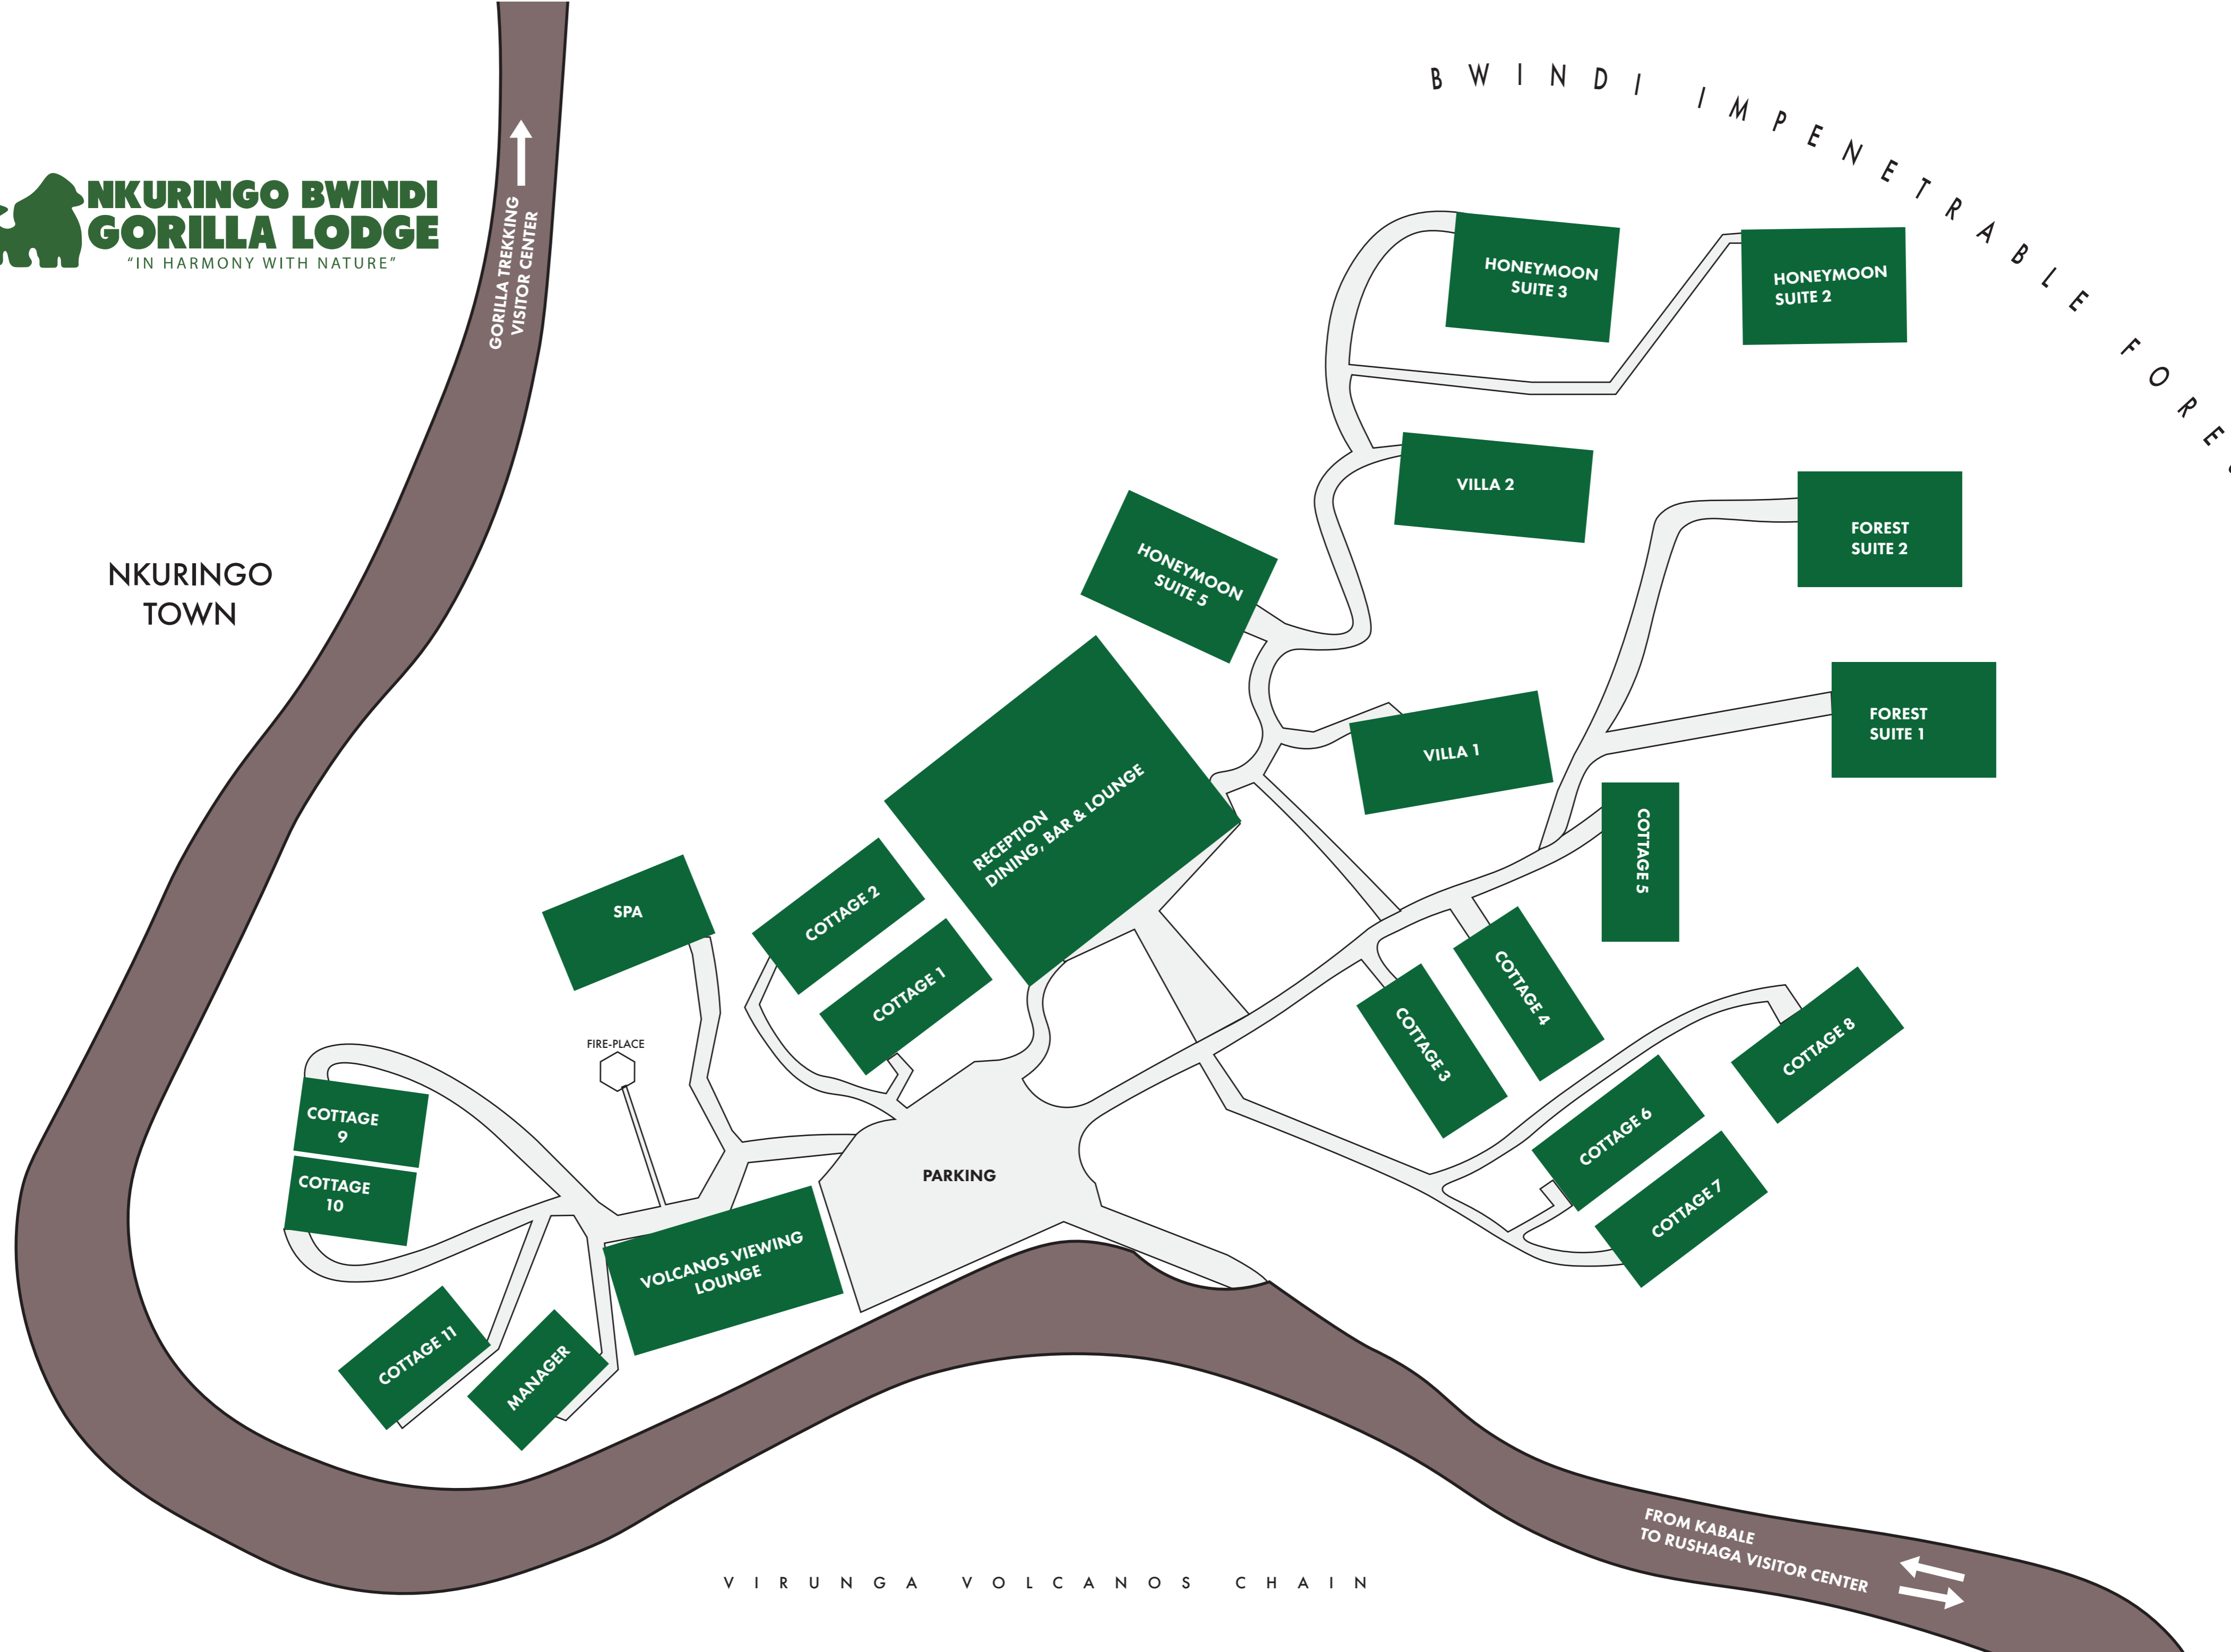 NKURINGO BWINDI
GORILLA LODGE
“IN HARMONY WITH NATURE”
GORILLA TREKKING
VISITOR CENTER
BWINDI IMPENETRABLE FORE
HONEYMOON
SUITE 3
HONEYMOON
SUITE 2
VILLA 2
FOREST
SUITE 2
HONEYMOON
SUITE 5
NKURINGO
TOWN
FOREST
SUITE 1
VILLA 1
RECEPTION
DINING, BAR & LOUNGE
COTTAGE 5
SPA
COTTAGE 2
COTTAGE 1
COTTAGE 4
COTTAGE 3
COTTAGE 8
FIRE-PLACE
COTTAGE
9
COTTAGE
10
COTTAGE 6
COTTAGE 7
PARKING
VOLCANOS VIEWING
LOUNGE
COTTAGE 11
MANAGER
FROM KABALE
TO RUSHAGA VISITOR CENTER
VIRUNGA VOLCANOS CHAIN